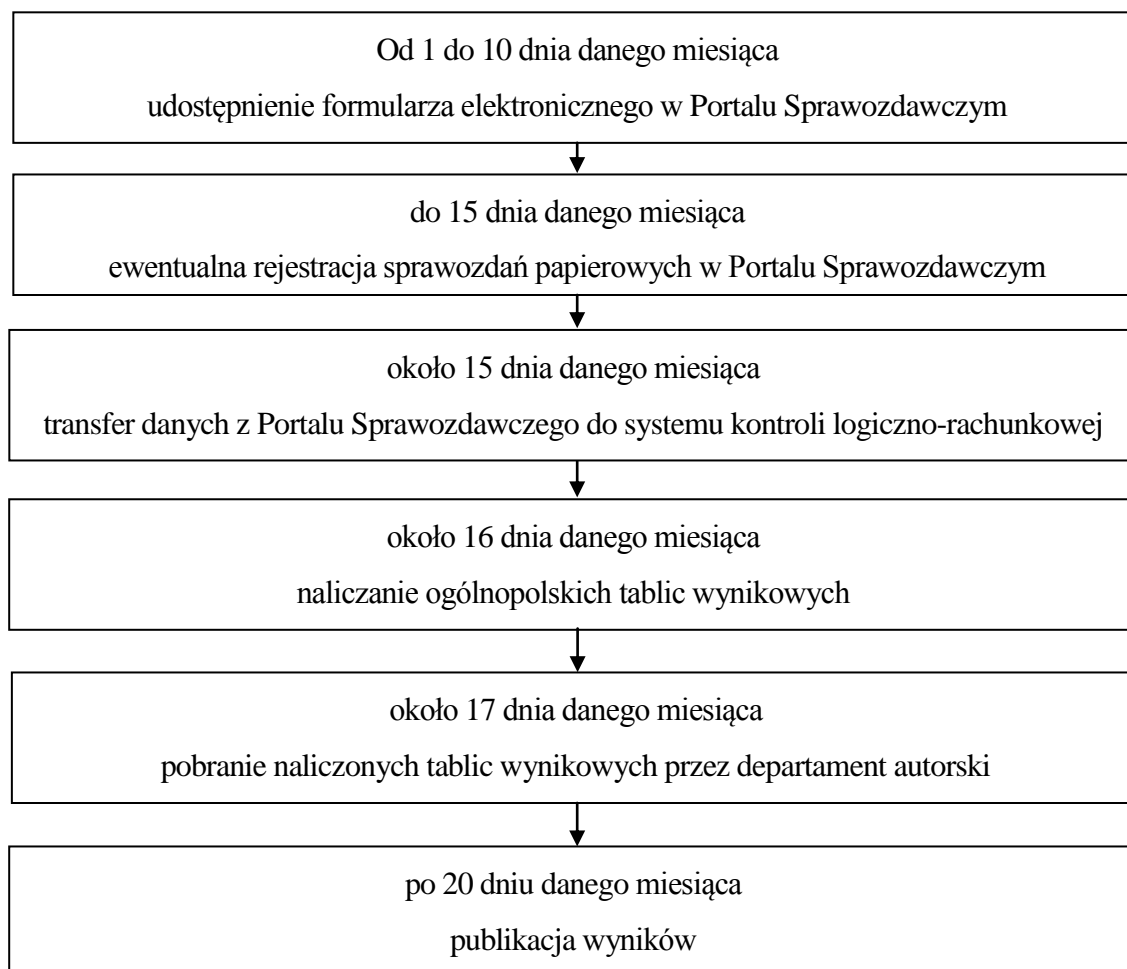 Od 1 do 10 dnia danego miesiąca
udostępnienie formularza elektronicznego w Portalu Sprawozdawczym
do 15 dnia danego miesiąca
ewentualna rejestracja sprawozdań papierowych w Portalu Sprawozdawczym
około 15 dnia danego miesiąca
transfer danych z Portalu Sprawozdawczego do systemu kontroli logiczno-rachunkowej
około 16 dnia danego miesiąca
naliczanie ogólnopolskich tablic wynikowych
około 17 dnia danego miesiąca
pobranie naliczonych tablic wynikowych przez departament autorski
po 20 dniu danego miesiąca
publikacja wyników